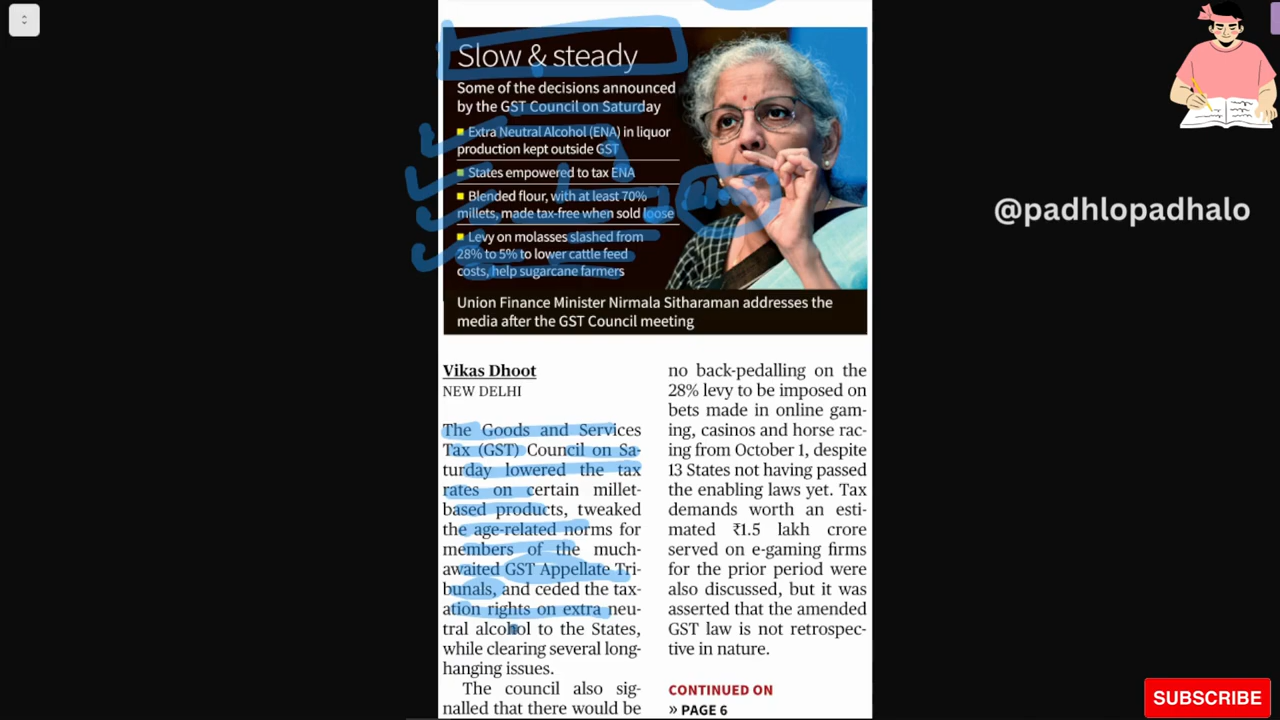 Slow & steady
Some of the decisions announced
by the GST Council on Saturday
Extra Neutral Alcohol (ENA) in liquor
production kept outside GST
States empowered to tax ENA
Blended flour, with at least 70%
millets, made tax-free when sold loose
Levy on molasses slashed from
28% to 5% to lower cattle feed
costs, help sugarcane farmers
Union Finance Minister Nirmala Sitharaman addresses the
media after the GST Council meeting
Vikas Dhoot
NEW DELHI
The Goods and Services
Tax (GST) Council on Sa-
turday lowered the tax
rates on certain millet-
based products, tweaked
the age-related norms for
members of the much-
awaited GST Appellate Tri-
bunals, and ceded the tax-
ation rights on extra neu-
tral alcohol to the States,
while clearing several long-
hanging issues.
The council also sig-
nalled that there would be
no back-pedalling on the
28% levy to be imposed on
bets made in online gam-
ing, casinos and horse rac-
ing from October 1, despite
13 States not having passed
the enabling laws yet. Tax
demands worth an esti-
mated ₹1.5 lakh crore
served on e-gaming firms
for the prior period were
also discussed, but it was
asserted that the amended
GST law is not retrospec-
tive in nature.
CONTINUED ON
» PAGE 6
@padhlopadhalo
SUBSCRIBE